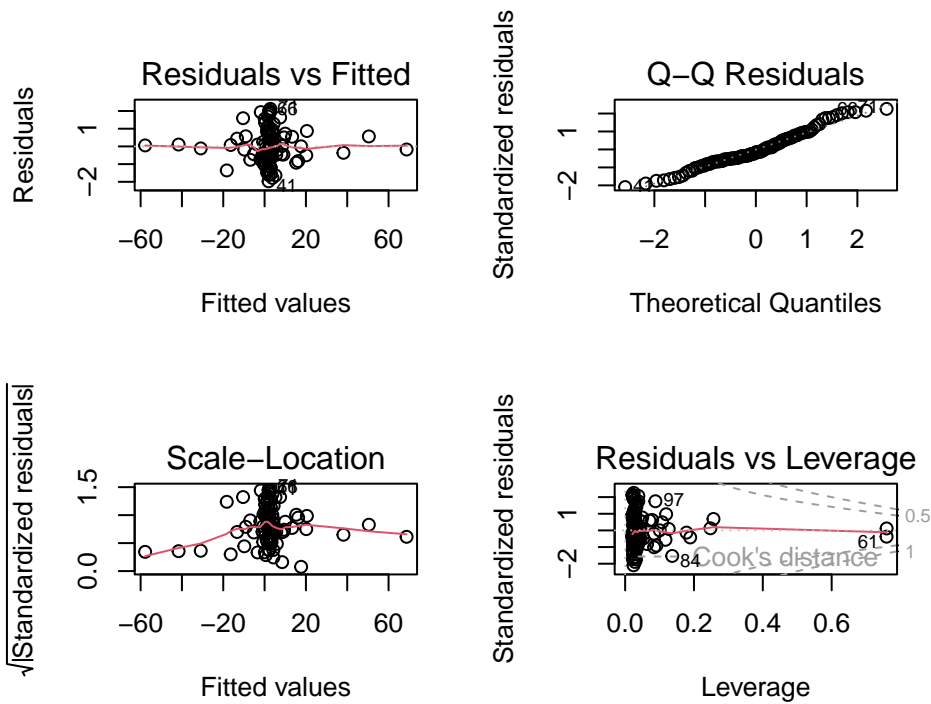 Residuals vs Fitted
Residuals
1
−2
41
−60
−20
20
60
Fitted values
Q−Q Residuals
Standardized residuals
1
−2
−2
0
1
2
Theoretical Quantiles
Scale−Location
√|Standardized residuals|
1.5
0.0
−60
−20
20
60
Fitted values
Residuals vs Leverage
Standardized residuals
1
−2
97
0.5
61
1
84
Cook's distance
0.0
0.2
0.4
0.6
Leverage